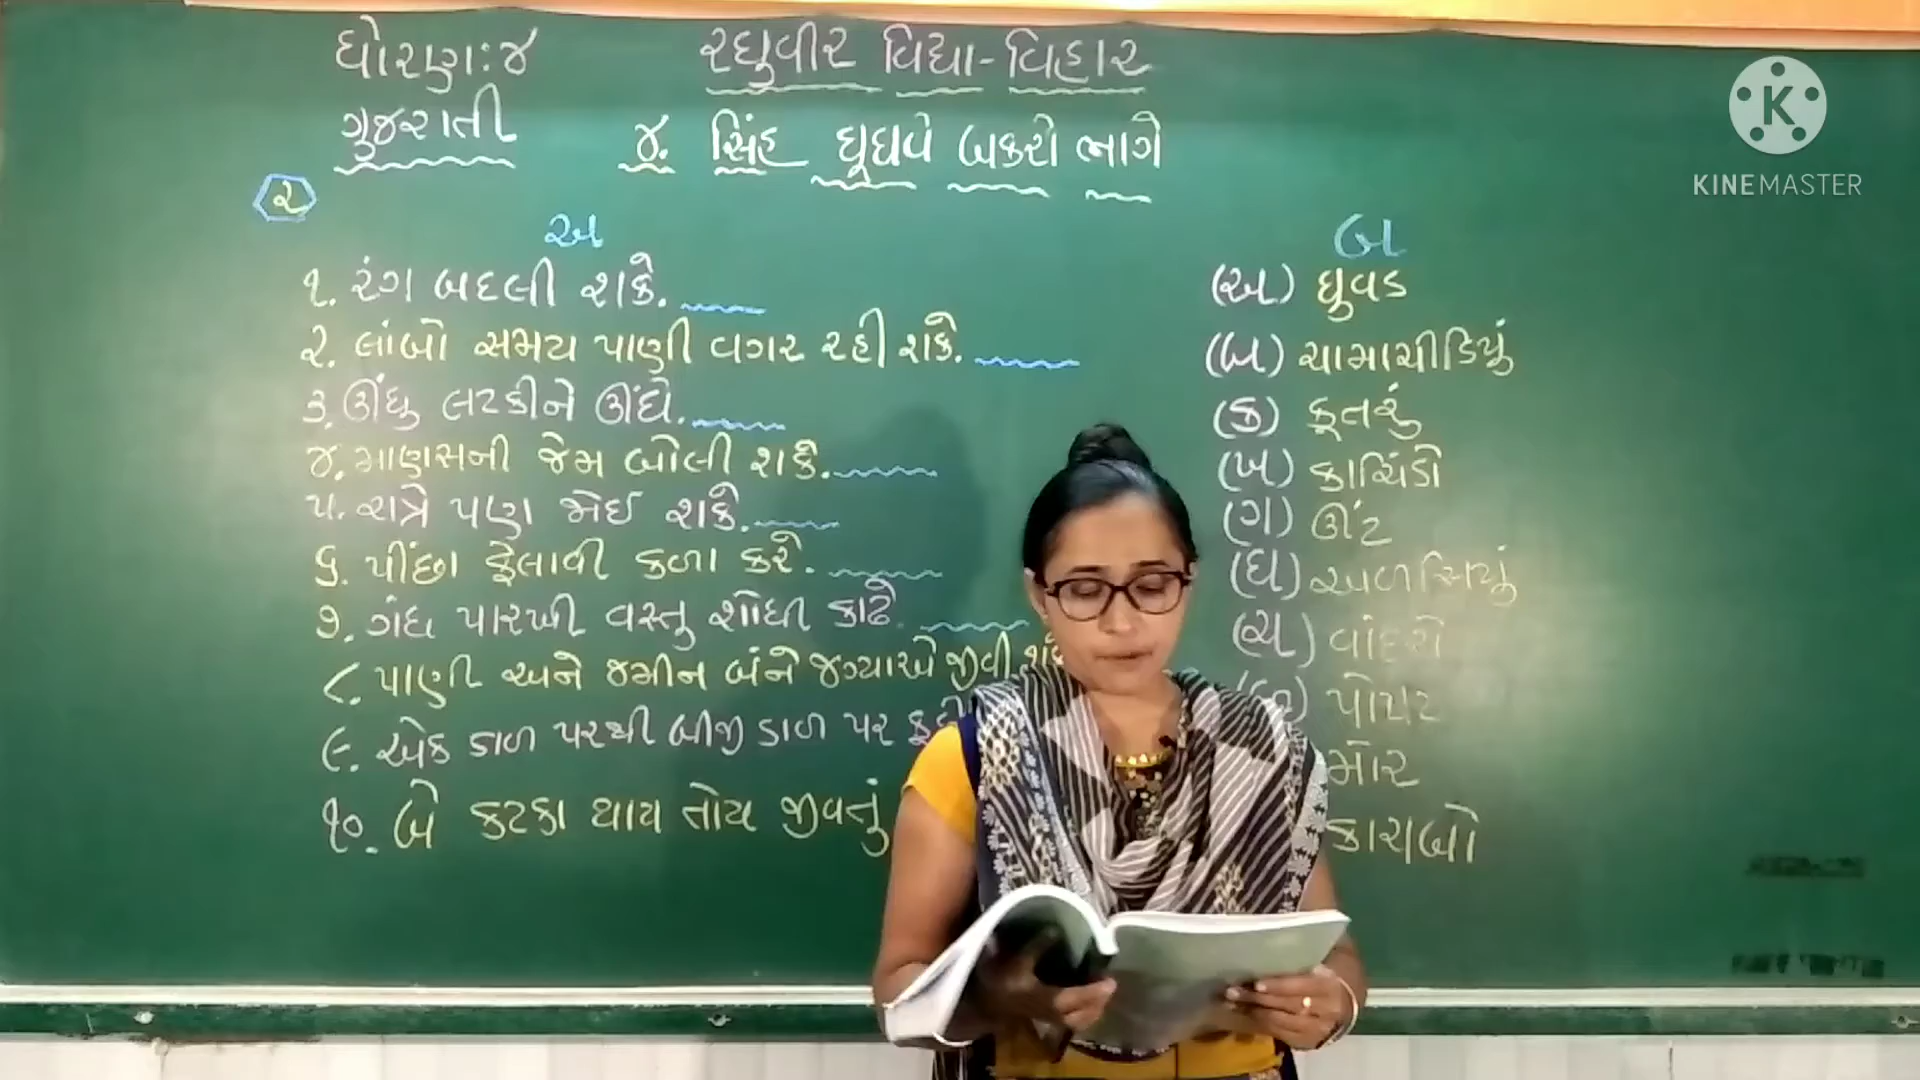 ધોરણઃ૪
રઘુવીર વિદ્યા-વિહાર
ગુજરાતી
૪. સિંહ ઘૂઘવે બકરો ભાગે
૨
અ
બ
૧. રંગ બદલી શકે.
(અ) ઘુવડ
૨. લાંબો સમય પાણી વગર રહી શકે.
(બ) ચામાચીડિયું
૩. ઊંધુ લટકીને ઊંઘે.
(ક) કૂતરું
૪. માણસની જેમ બોલી શકે.
(ખ) કાચિંડો
૫. રાત્રે પણ જોઈ શકે.
(ગ) ઊંટ
૬. પીંછા ફેલાવી કળા કરે.
(ઘ) અળસિયું
૭. ગંધ પારખી વસ્તુ શોધી કાઢે.
(ચ) વાંદરો
૮. પાણી અને જમીન બંને જગ્યાએ જીવી
પોપટ
૯. એક ડાળ પરથી બીજી ડાળ પર
મોર
૧૦. બે કટકા થાય તોય જીવતું
કાચબો
KINEMASTER